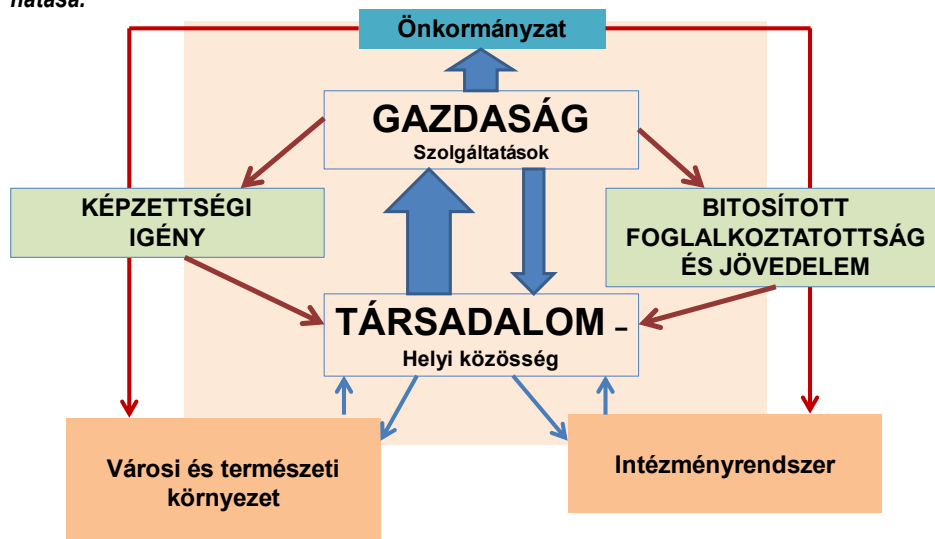 hatása.
Önkormányzat
GAZDASÁG
Szolgáltatások
KÉPZETTSÉGI
IGÉNY
BITOSÍTOTT
FOGLALKOZTATOTTSÁG
ÉS JÖVEDELEM
TÁRSADALOM -
Helyi közösség
Városi és természeti
környezet
Intézményrendszer